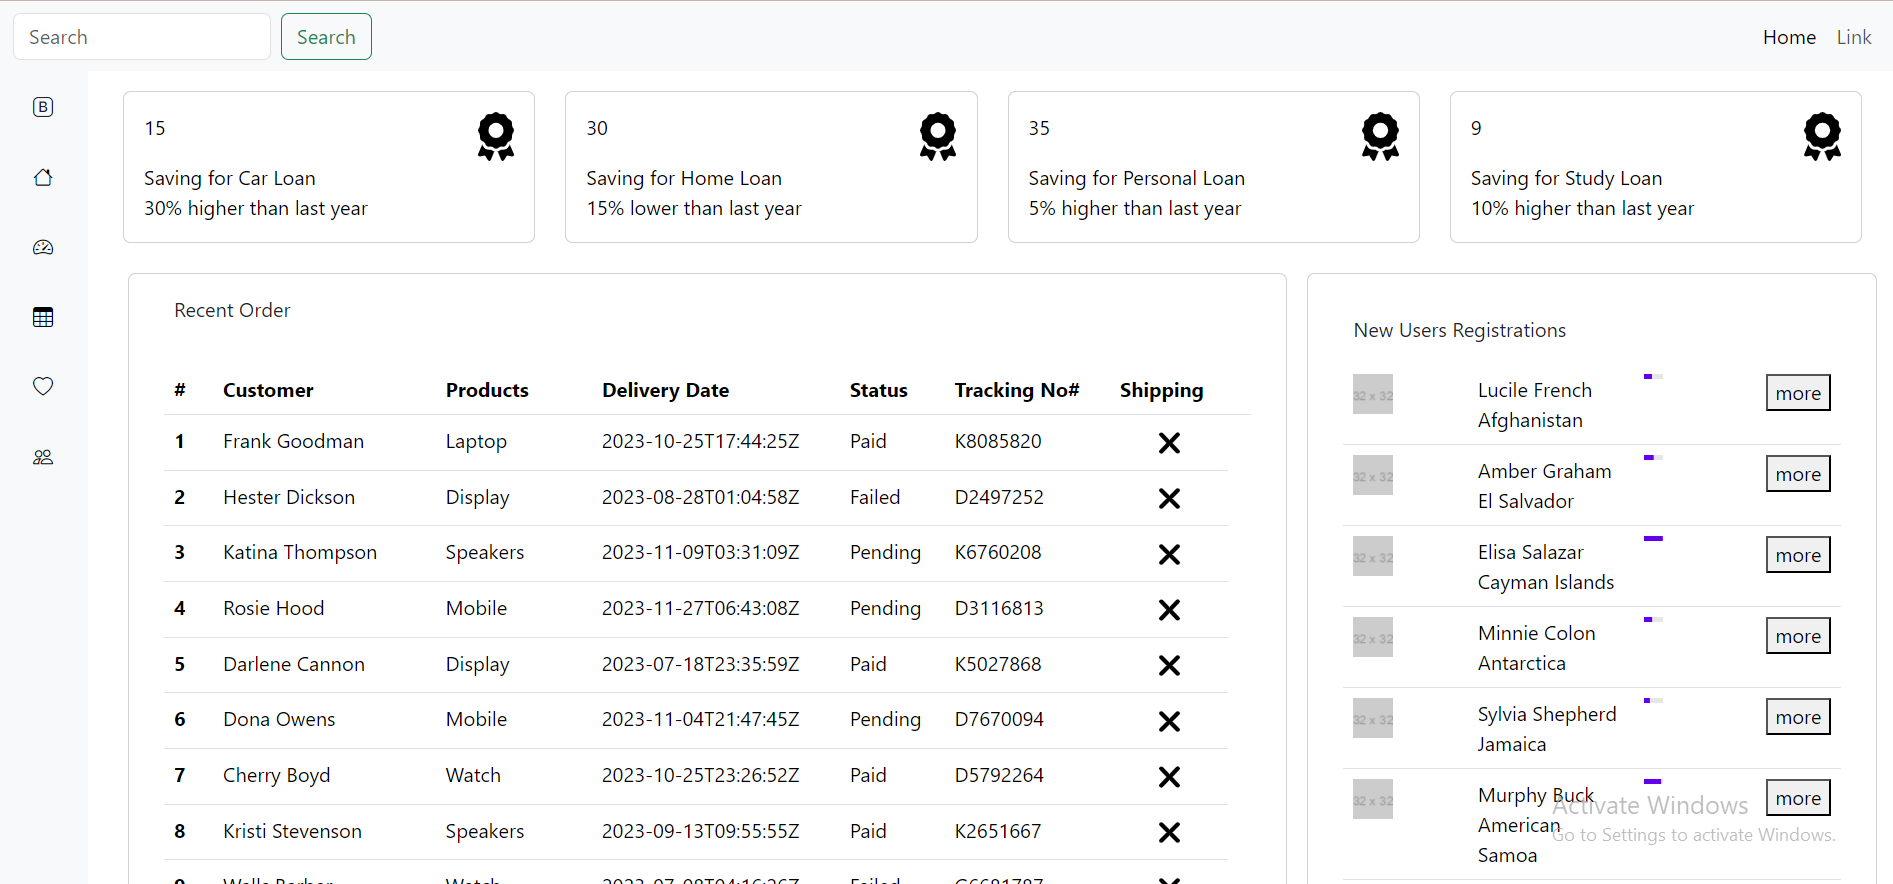 Search
Search
Home
Link
B
15
Saving for Car Loan
30% higher than last year
30
Saving for Home Loan
15% lower than last year
35
Saving for Personal Loan
5% higher than last year
9
Saving for Study Loan
10% higher than last year
Recent Order
# Customer Products Delivery Date Status Tracking No# Shipping
1 Frank Goodman Laptop 2023-10-25T17:44:25Z Paid K8085820
2 Hester Dickson Display 2023-08-28T01:04:58Z Failed D2497252
3 Katina Thompson Speakers 2023-11-09T03:31:09Z Pending K6760208
4 Rosie Hood Mobile 2023-11-27T06:43:08Z Pending D3116813
5 Darlene Cannon Display 2023-07-18T23:35:59Z Paid K5027868
6 Dona Owens Mobile 2023-11-04T21:47:45Z Pending D7670094
7 Cherry Boyd Watch 2023-10-25T23:26:52Z Paid D5792264
8 Kristi Stevenson Speakers 2023-09-13T09:55:55Z Paid K2651667
New Users Registrations
32 x 32
Lucile French
Afghanistan
more
32 x 32
Amber Graham
El Salvador
more
32 x 32
Elisa Salazar
Cayman Islands
more
32 x 32
Minnie Colon
Antarctica
more
32 x 32
Sylvia Shepherd
Jamaica
more
32 x 32
Murphy Buck
American
Samoa
more
Activate Windows
Go to Settings to activate Windows.